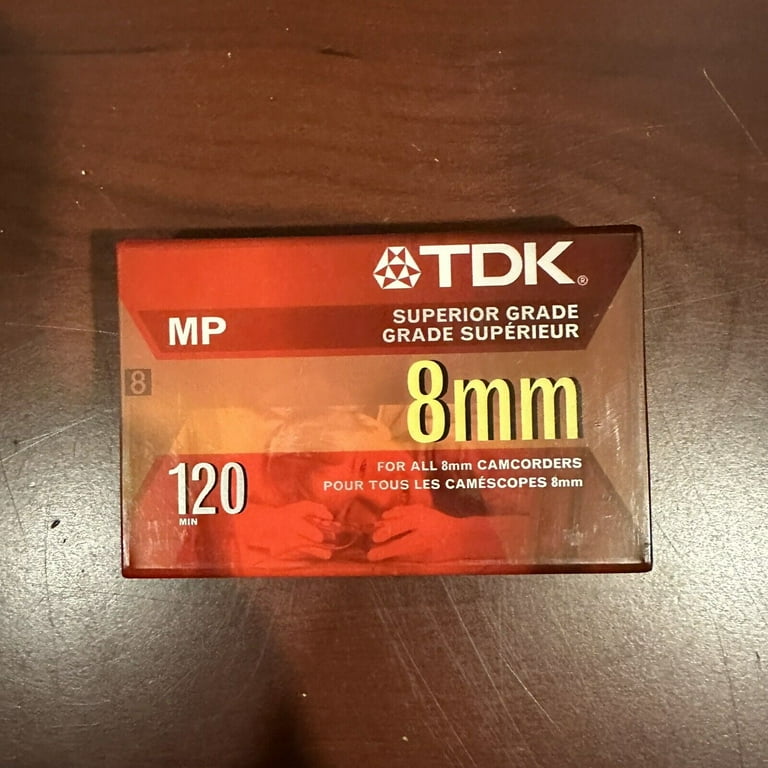 TDK®
MP
SUPERIOR GRADE
GRADE SUPÉRIEUR
8
8mm
120
MIN
FOR ALL 8mm CAMCORDERS
POUR TOUS LES CAMÉSCOPES 8mm